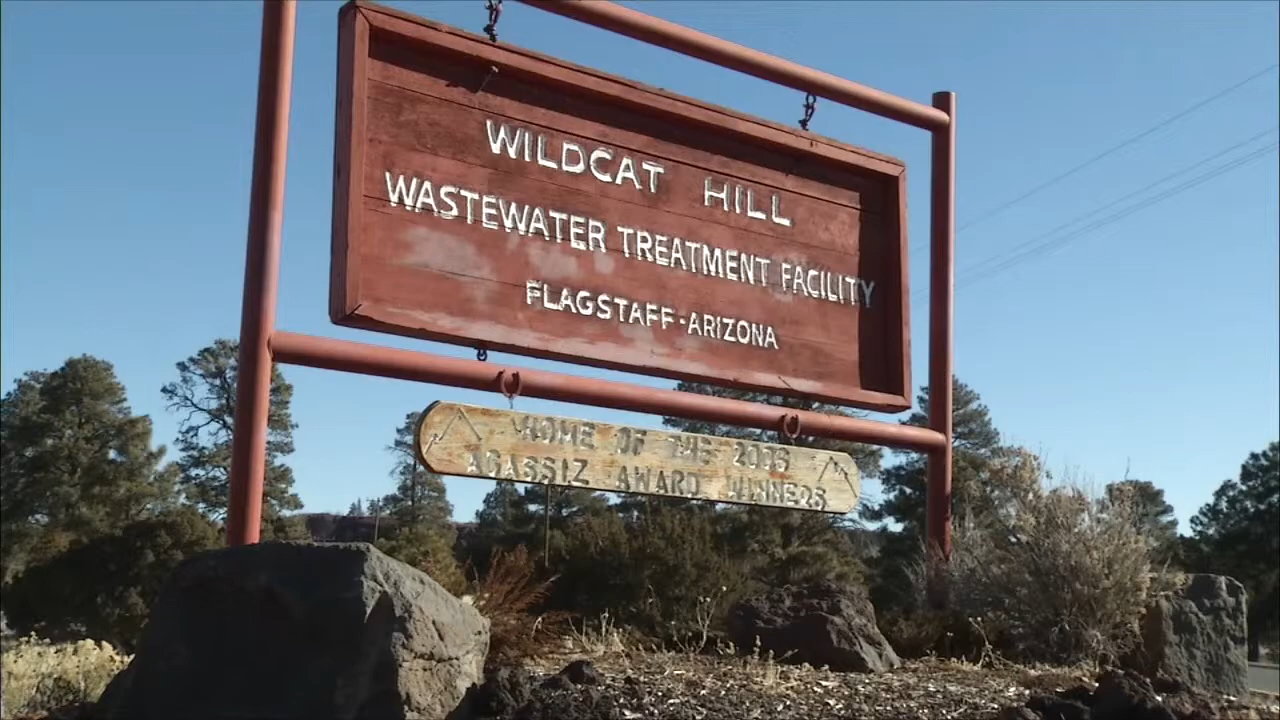 WILDCAT HILL
WASTEWATER TREATMENT FACILITY
FLAGSTAFF-ARIZONA
HOME OF THE
AGASSIZ AWARD WINNERS